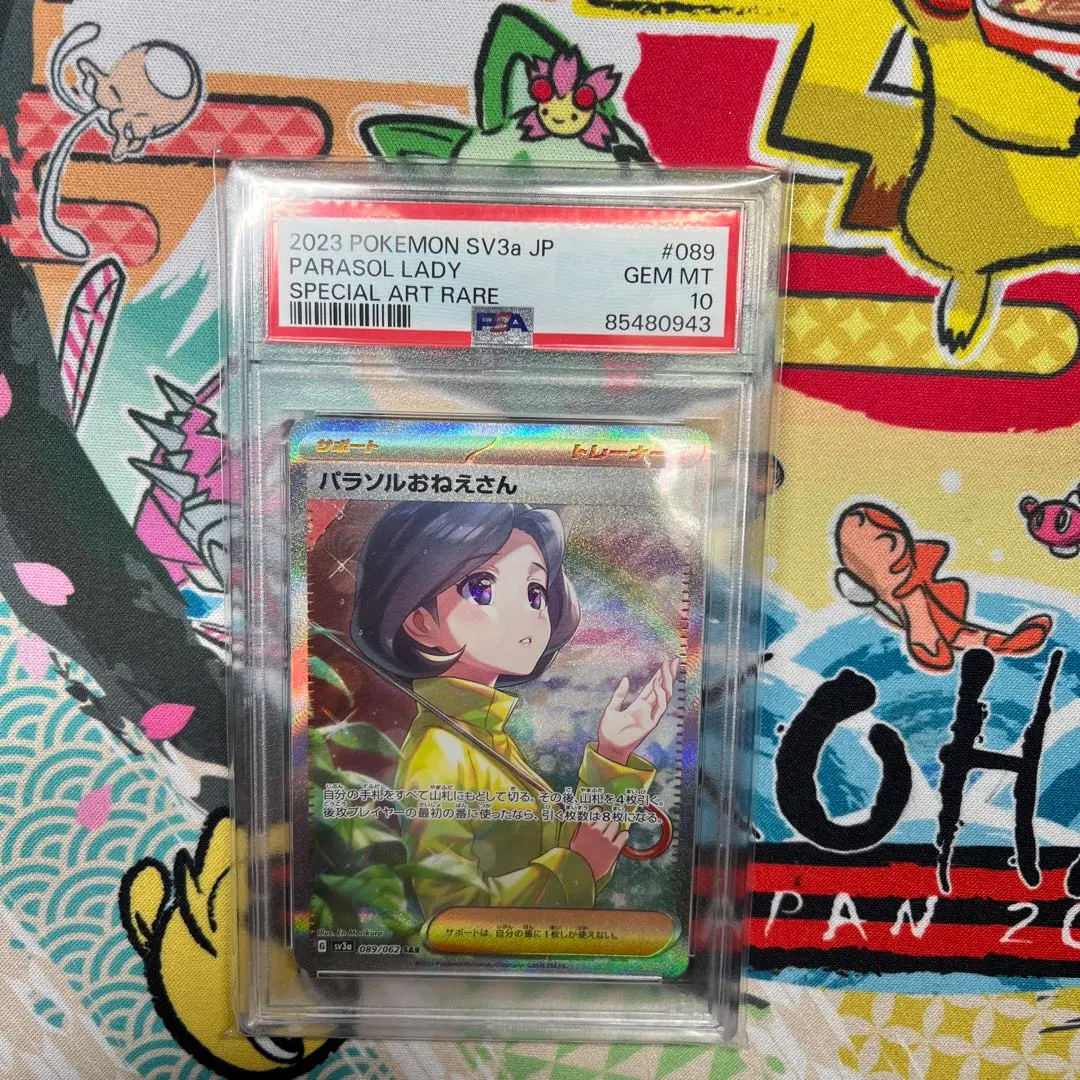 2023 POKEMON SV3a JP #089
PARASOL LADY GEM MT
SPECIAL ART RARE 10
PSA 85480943
サポート トレーナー
パラソルおねえさん
自分の手札をすべて山札にもどして切る。その後、山札を4枚引く。
後攻プレイヤーの最初の番に使ったなら、引く枚数は8枚になる。
サポートは、自分の番に1枚しか使えない。
Illus. En Morikura
G sv3a 089/062 SAR
OHA
PAN 20